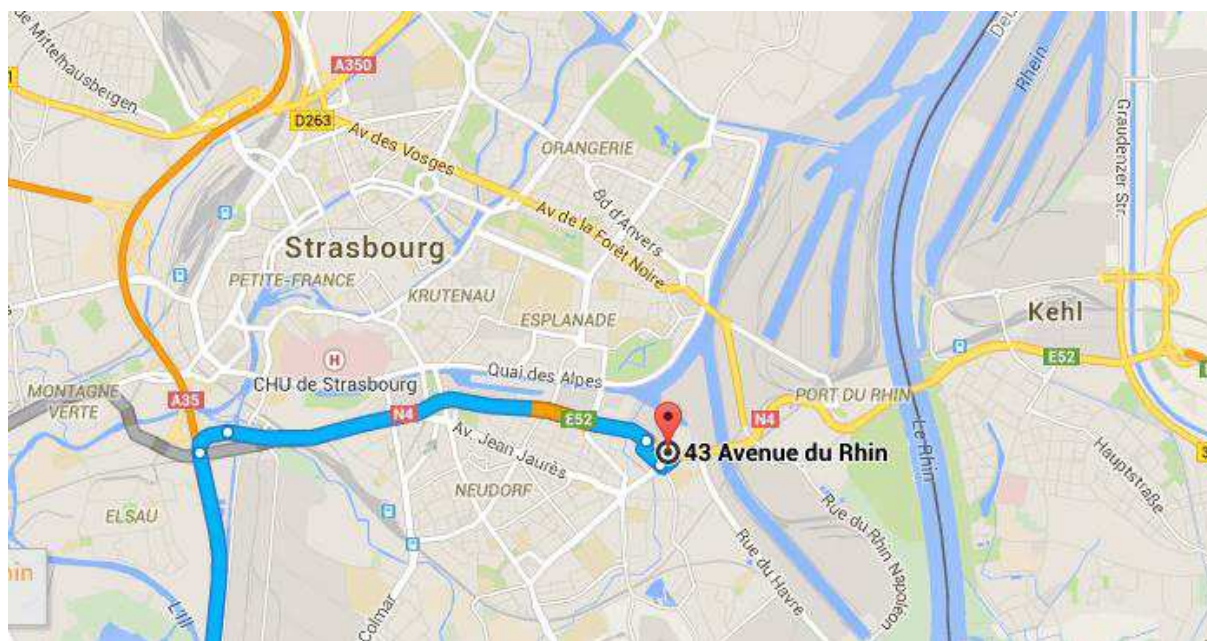 de Mittelhausbergen
A350
D263
Av des Vosges
ORANGERIE
Bd d'Anvers
Av de la Forêt Noire
Strasbourg
PETITE-FRANCE
KRUTENAU
ESPLANADE
H
CHU de Strasbourg
Quai des Alpes
MONTAGNE
VERTE
A35
N4
E52
Av. Jean Jaurès
NEUDORF
ELSAU
43 Avenue du Rhin
N4
PORT DU RHIN
E52
Kehl
Rhein
Graudenzer Str.
Le Rhin
Hauptstraße
Rue du Rhin Napoléon
Rue du Havre
Colmar
L'Ill